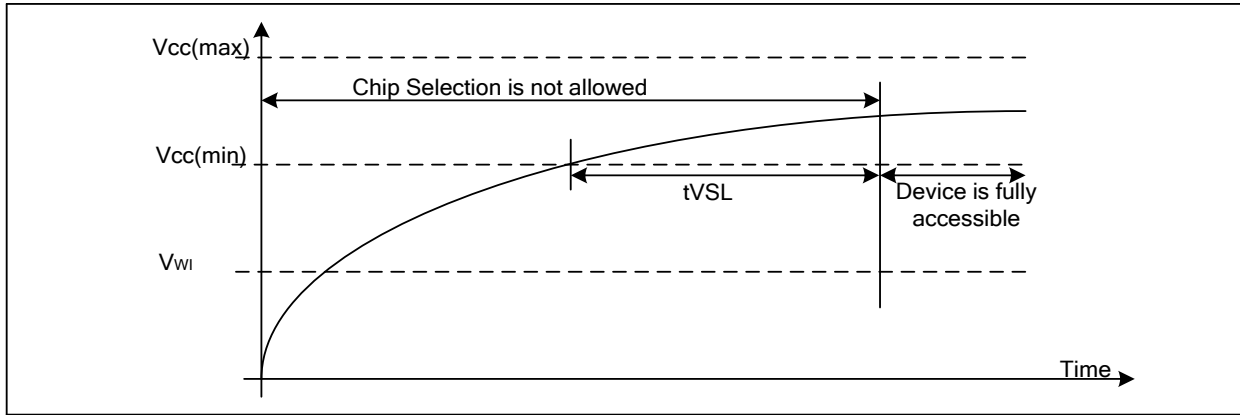 Vcc(max)
Chip Selection is not allowed
Vcc(min)
tVSL
Device is fully
accessible
VWI
Time